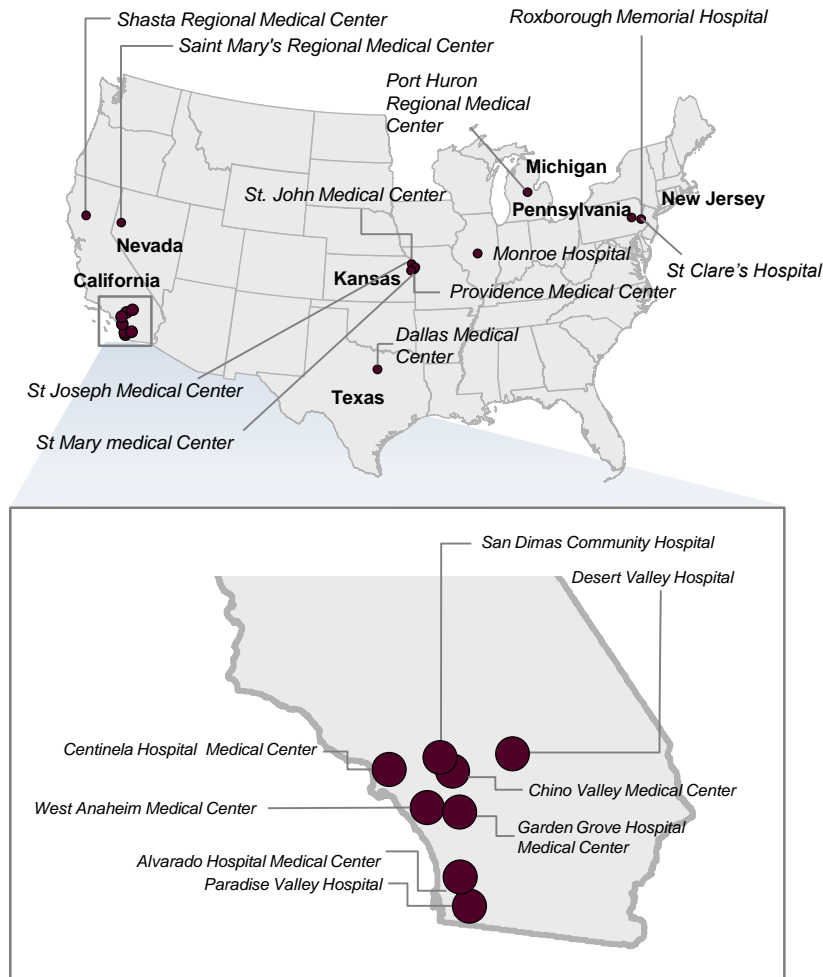 Shasta Regional Medical Center
Roxborough Memorial Hospital
Saint Mary's Regional Medical Center
Port Huron
Regional Medical
Center
Michigan
St. John Medical Center
Pennsylvania
New Jersey
Nevada
Monroe Hospital
St Clare’s Hospital
California
Kansas
Providence Medical Center
Dallas Medical
Center
St Joseph Medical Center
Texas
St Mary medical Center
San Dimas Community Hospital
Desert Valley Hospital
Centinela Hospital Medical Center
Chino Valley Medical Center
West Anaheim Medical Center
Garden Grove Hospital
Medical Center
Alvarado Hospital Medical Center
Paradise Valley Hospital